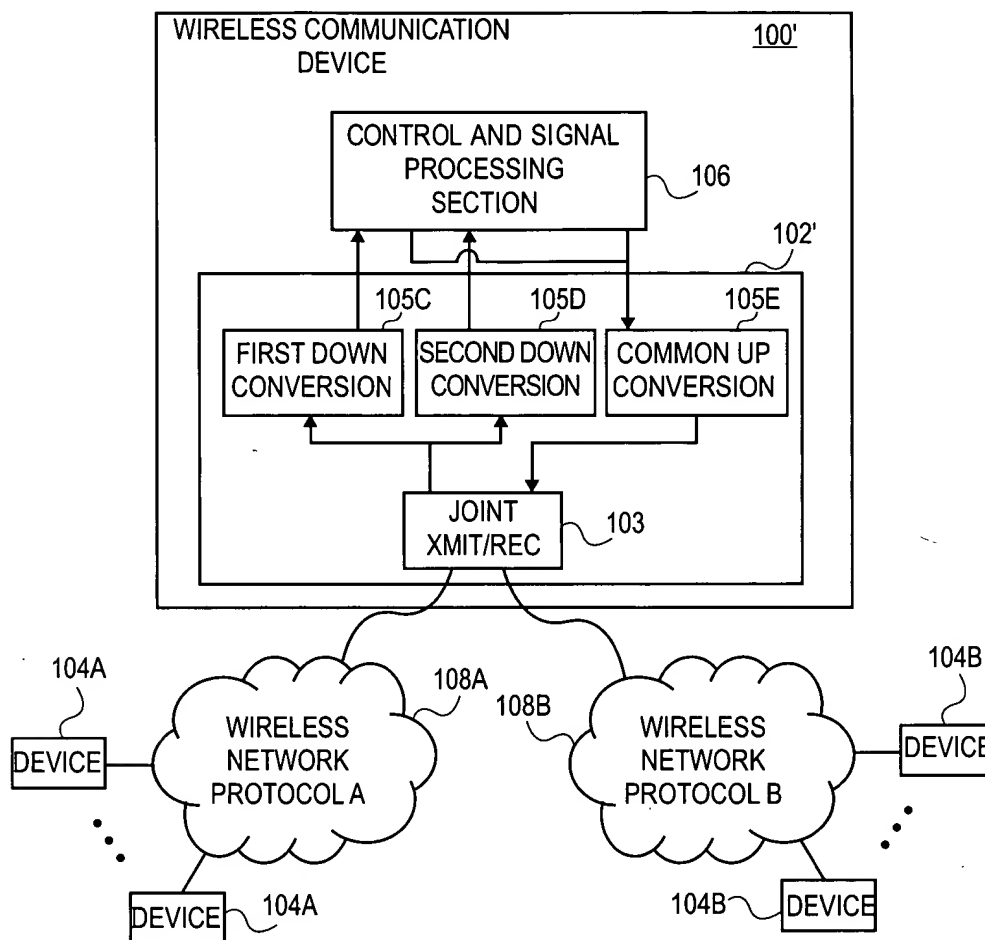 WIRELESS COMMUNICATION
DEVICE
100'
CONTROL AND SIGNAL
PROCESSING
SECTION
106
102'
105C
105D
105E
FIRST DOWN
CONVERSION
SECOND DOWN
CONVERSION
COMMON UP
CONVERSION
JOINT
XMIT/REC
103
104A
108A
108B
104B
DEVICE
WIRELESS
NETWORK
PROTOCOL A
WIRELESS
NETWORK
PROTOCOL B
DEVICE
DEVICE
104A
104B
DEVICE